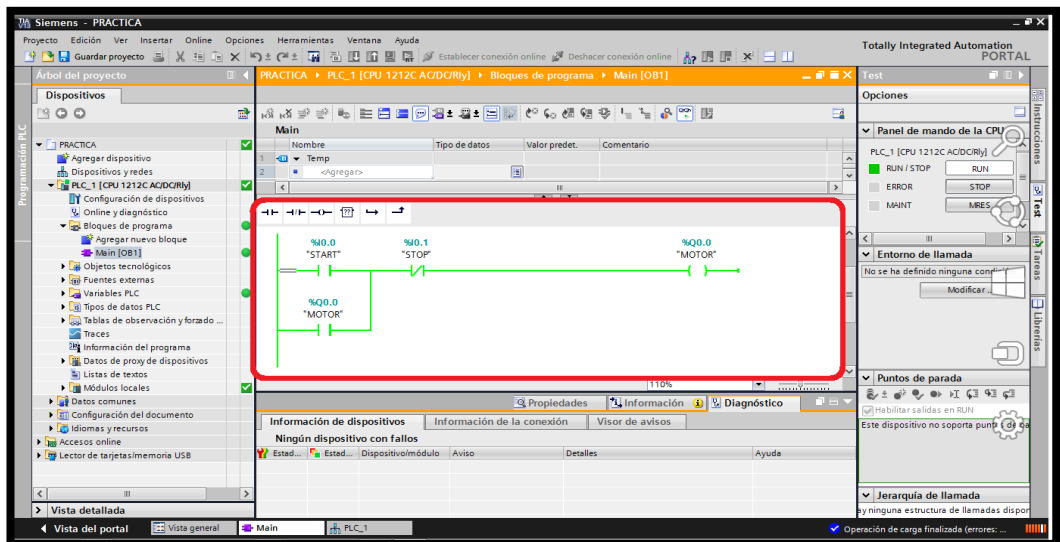 Siemens - PRACTICA
Proyecto Edición Ver Insertar Online Opciones Herramientas Ventana Ayuda
Guardar proyecto
Establecer conexión online
Deshacer conexión online
Totally Integrated Automation
PORTAL
Árbol del proyecto
Dispositivos
Programación PLC
PRACTICA
Agregar dispositivo
Dispositivos y redes
PLC_1 [CPU 1212C AC/DC/Rly]
Configuración de dispositivos
Online y diagnóstico
Bloques de programa
Agregar nuevo bloque
Main [OB1]
Objetos tecnológicos
Fuentes externas
Variables PLC
Tipos de datos PLC
Tablas de observación y forzado ...
Traces
Información del programa
Datos de proxy de dispositivos
Listas de textos
Módulos locales
Datos comunes
Configuración del documento
Idiomas y recursos
Accesos online
Lector de tarjetas/memoria USB
Vista detallada
PRACTICA PLC_1 [CPU 1212C AC/DC/Rly] Bloques de programa Main [OB1]
Main
Nombre Tipo de datos Valor predet. Comentario
1 Temp
2 <Agregar>
%I0.0
"START"
%I0.1
"STOP"
%Q0.0
"MOTOR"
%Q0.0
"MOTOR"
110%
Propiedades Información Diagnóstico
Información de dispositivos Información de la conexión Visor de avisos
Ningún dispositivo con fallos
Estad... Estad... Dispositivo/módulo Aviso Detalles Ayuda
Test
Opciones
Panel de mando de la CPU
PLC_1 [CPU 1212C AC/DC/Rly]
RUN / STOP RUN
ERROR STOP
MAINT MRES
Entorno de llamada
No se ha definido ninguna
Modificar ...
Puntos de parada
Habilitar salidas en RUN
Este dispositivo no soporta
Jerarquía de llamada
ay ninguna estructura de llamadas dispon
Instrucciones
Test
Tareas
Librerías
Vista del portal Vista general Main PLC_1
Operación de carga finalizada (errores: ...